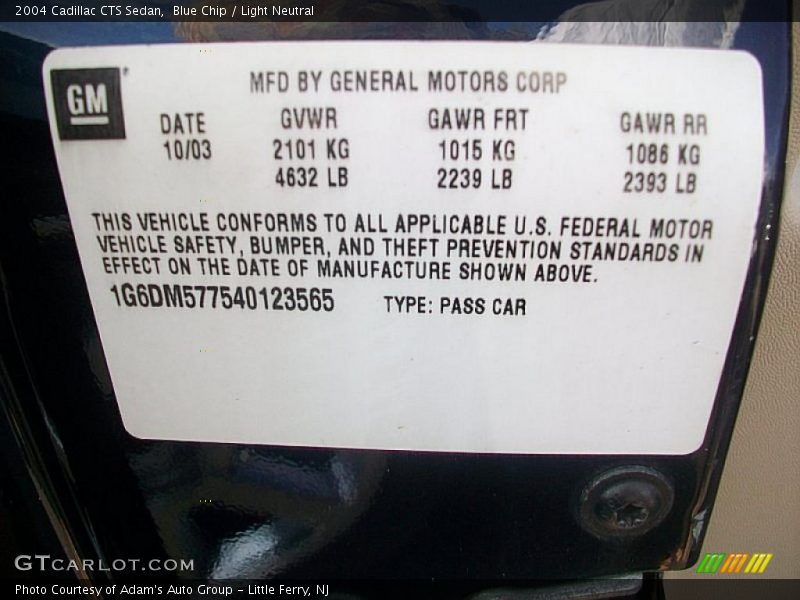 2004 Cadillac CTS Sedan, Blue Chip / Light Neutral
GM
MFD BY GENERAL MOTORS CORP
DATE GVWR GAWR FRT GAWR RR
10/03 2101 KG 1015 KG 1086 KG
4632 LB 2239 LB 2393 LB
THIS VEHICLE CONFORMS TO ALL APPLICABLE U.S. FEDERAL MOTOR
VEHICLE SAFETY, BUMPER, AND THEFT PREVENTION STANDARDS IN
EFFECT ON THE DATE OF MANUFACTURE SHOWN ABOVE.
1G6DM577540123565 TYPE: PASS CAR
GTCARLOT.COM
Photo Courtesy of Adam's Auto Group - Little Ferry, NJ